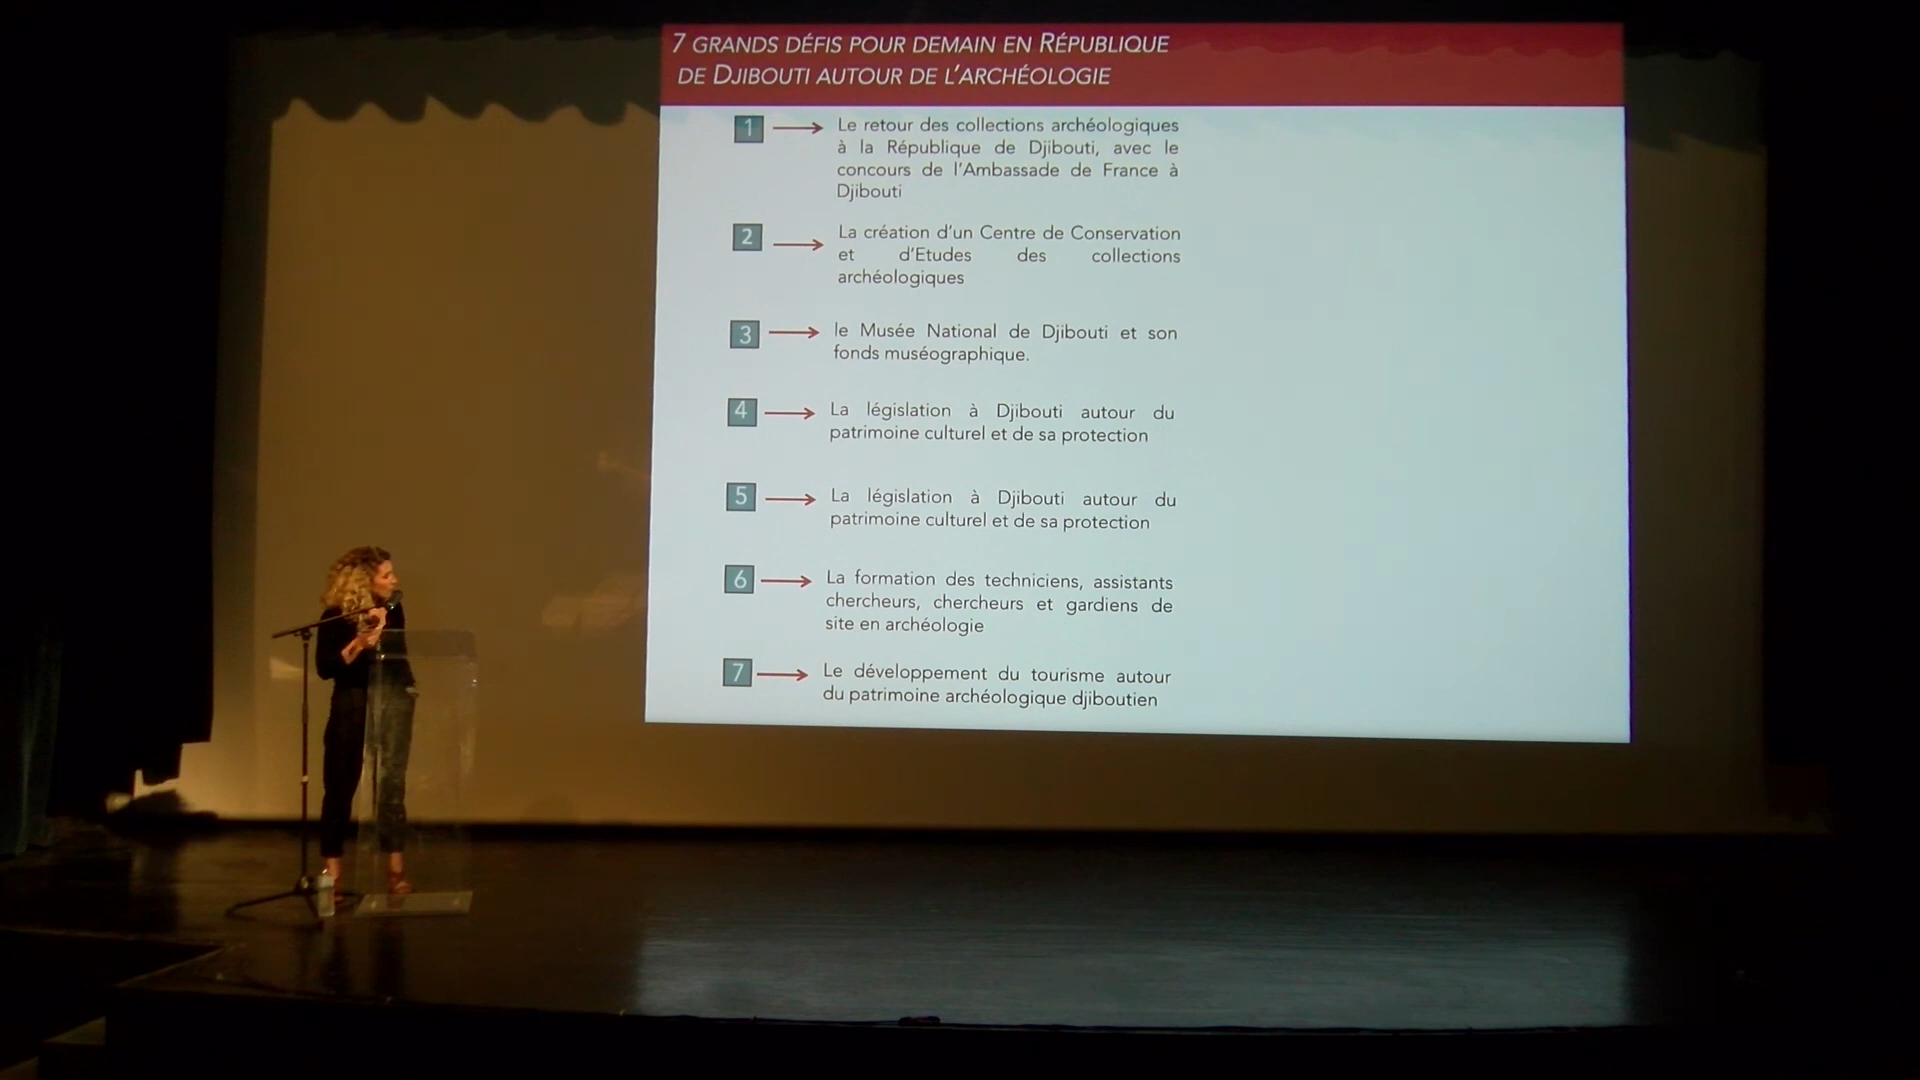 7 GRANDS DÉFIS POUR DEMAIN EN RÉPUBLIQUE
DE DJIBOUTI AUTOUR DE L'ARCHÉOLOGIE
1 Le retour des collections archéologiques
à la République de Djibouti, avec le
concours de l'Ambassade de France à
Djibouti
2 La création d'un Centre de Conservation
et d'Etudes des collections
archéologiques
3 le Musée National de Djibouti et son
fonds muséographique.
4 La législation à Djibouti autour du
patrimoine culturel et de sa protection
5 La législation à Djibouti autour du
patrimoine culturel et de sa protection
6 La formation des techniciens, assistants
chercheurs, chercheurs et gardiens de
site en archéologie
7 Le développement du tourisme autour
du patrimoine archéologique djiboutien